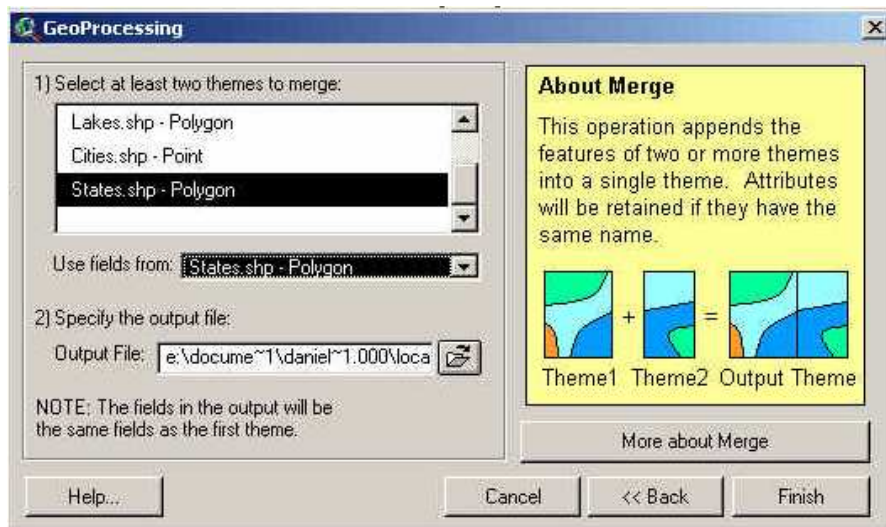 GeoProcessing
1) Select at least two themes to merge:
Lakes.shp - Polygon
Cities.shp - Point
States.shp - Polygon
Use fields from: States.shp - Polygon
2) Specify the output file:
Output File: e:\docume~1\daniel~1.000\loca
NOTE: The fields in the output will be
the same fields as the first theme.
About Merge
This operation appends the
features of two or more themes
into a single theme. Attributes
will be retained if they have the
same name.
+ =
Theme1 Theme2 Output Theme
More about Merge
Help... Cancel << Back Finish